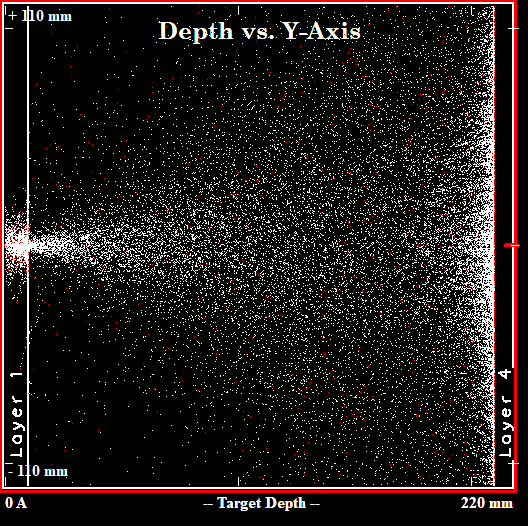 + 110 mm
Depth vs. Y-Axis
Layer 1
Layer 4
- 110 mm
0 A
-- Target Depth --
220 mm